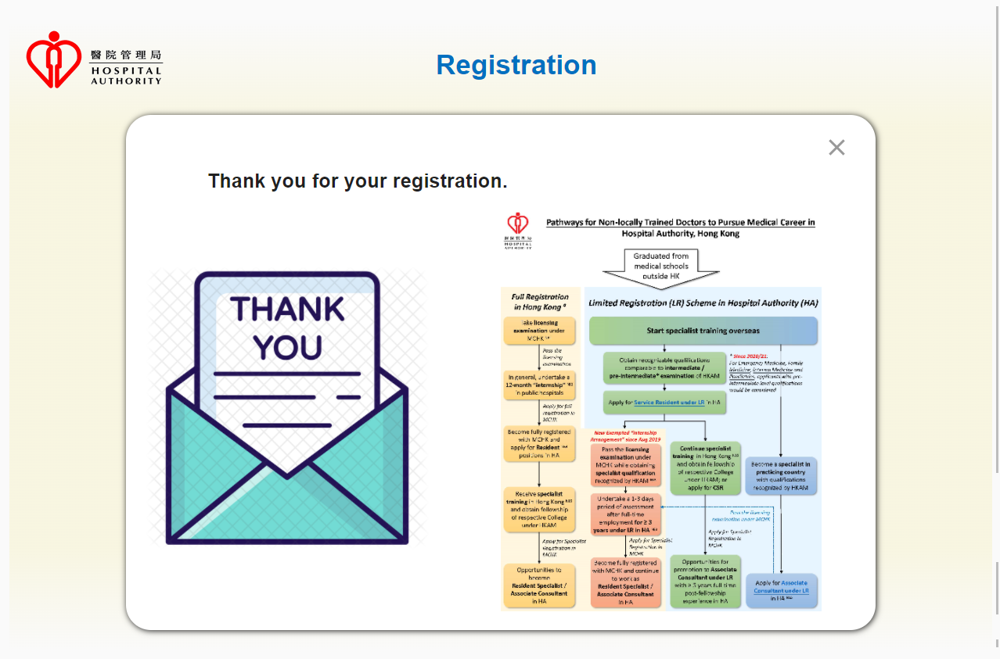 醫院管理局
HOSPITAL
AUTHORITY
Registration
Thank you for your registration.
THANK
YOU
醫院管理局
HOSPITAL
AUTHORITY
Pathways for Non-locally Trained Doctors to Pursue Medical Career in
Hospital Authority, Hong Kong
Graduated from
medical schools
outside HK
Full Registration
in Hong Kong
Take licensing
examination under
MCHK
Pass the
licensing
examination
In general, undertake a
12-month "internship"
in public hospitals
Apply for full
registration in
MCHK
Become fully registered
with MCHK and
apply for Resident
positions in HA
Receive specialist
training in Hong Kong
and obtain fellowship
of respective College
under HKAM
Apply for Specialist
Registration in
MCHK
Opportunities to
become
Resident Specialist /
Associate Consultant
in HA
Limited Registration (LR) Scheme in Hospital Authority (HA)
Start specialist training overseas
Obtain recognizable qualifications
comparable to intermediate /
pre-intermediate* examination of HKAM
* Since 2020/21:
For Emergency Medicine, Family
Medicine, Internal Medicine and
Paediatrics, applicants with pre-
intermediate level qualifications
would be considered
Apply for Service Resident under LR in HA
New Exempted "Internship
Arrangement" since Aug 2019
Pass the licensing
examination under
MCHK while obtaining
specialist qualification
recognized by HKAM
Undertake a 1-3 days
period of assessment
after full-time
employment for ≥ 3
years under LR in HA
Apply for Specialist
Registration in
MCHK
Become fully registered
with MCHK and continue
to work as
Resident Specialist /
Associate Consultant
in HA
Continue specialist
training in Hong Kong
and obtain fellowship
of respective College
under HKAM; or
apply for CSR
Apply for Specialist
Registration in
MCHK
Opportunities for
promotion to Associate
Consultant under LR
with ≥ 5 years full time
post-fellowship
experience in HA
Become a specialist in
practicing country
with qualifications
recognized by HKAM
Pass the licensing
examination under MCHK
Apply for Associate
Consultant under LR
in HA